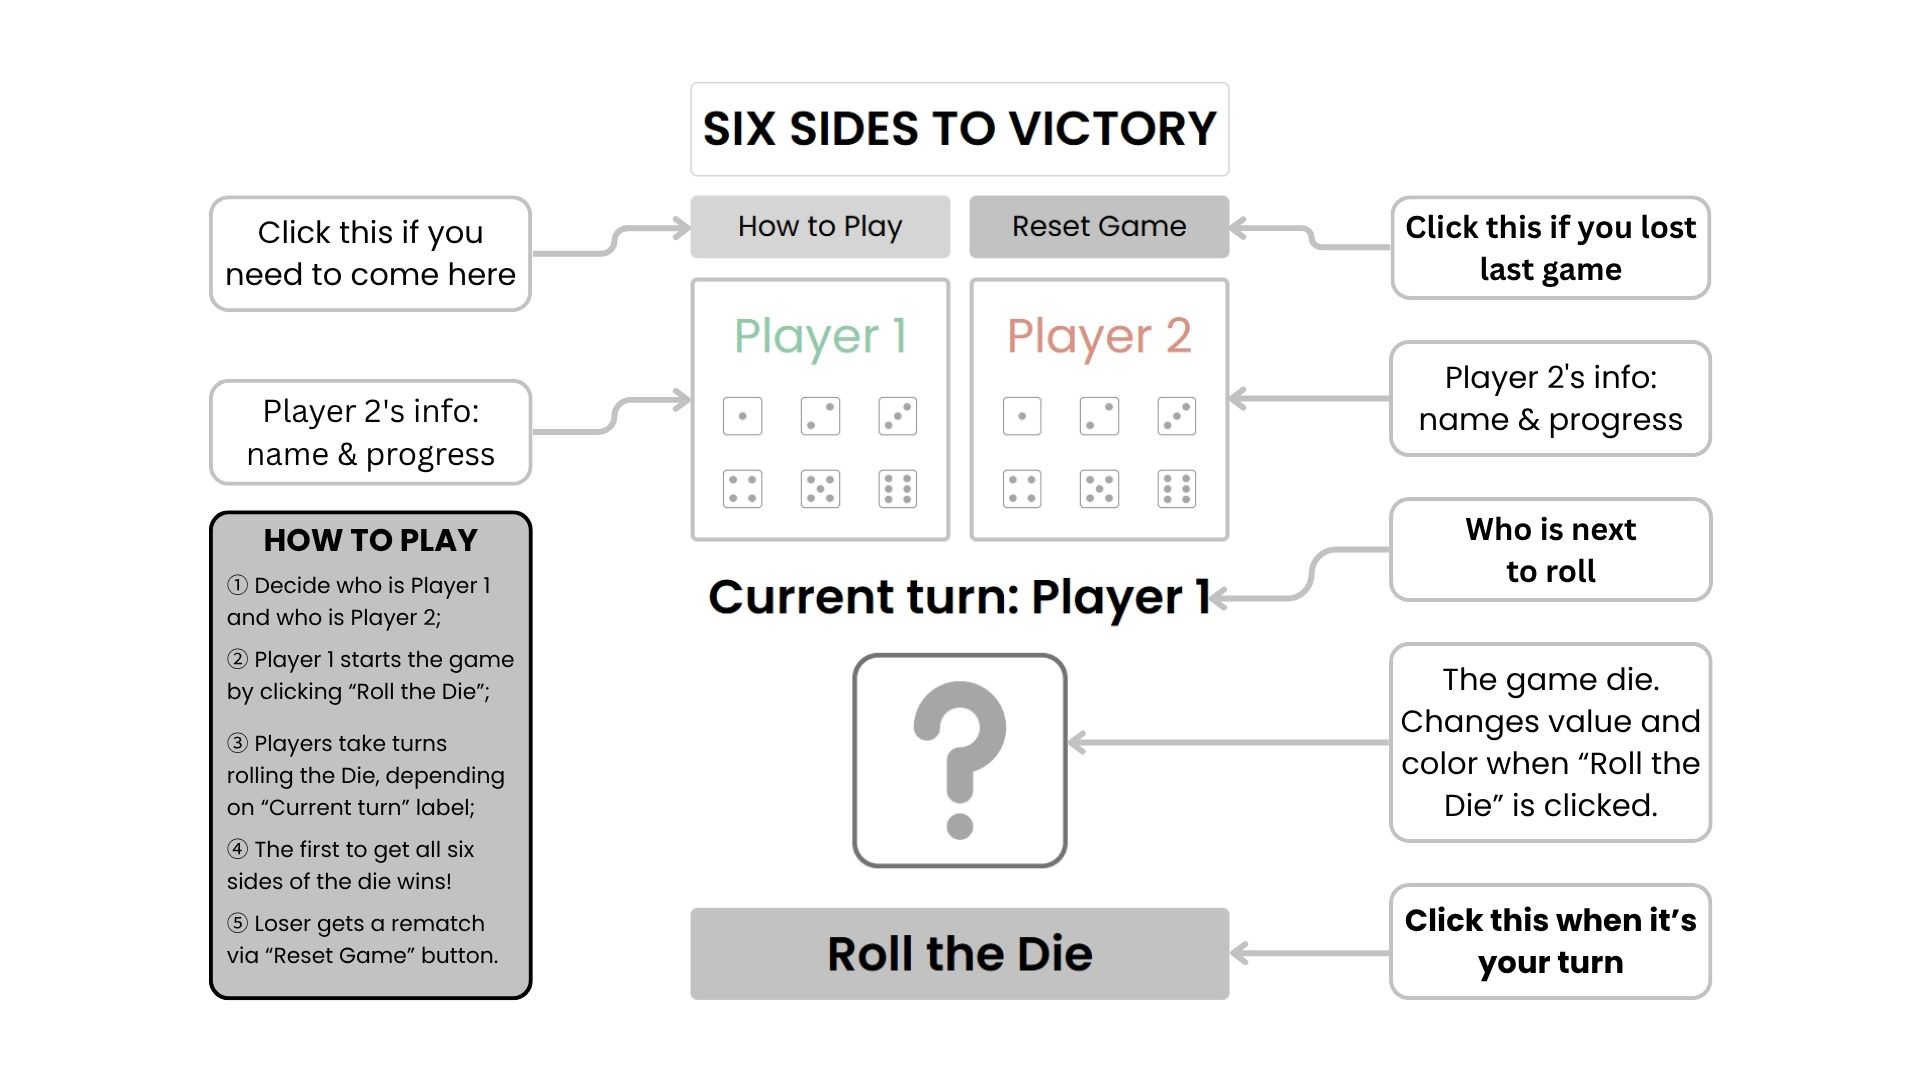 SIX SIDES TO VICTORY
How to Play
Reset Game
Click this if you
need to come here
Click this if you lost
last game
Player 1
Player 2
Player 2's info:
name & progress
Player 2's info:
name & progress
HOW TO PLAY
① Decide who is Player 1
and who is Player 2;
② Player 1 starts the game
by clicking “Roll the Die”;
③ Players take turns
rolling the Die, depending
on “Current turn” label;
④ The first to get all six
sides of the die wins!
⑤ Loser gets a rematch
via “Reset Game” button.
Current turn: Player 1
Who is next
to roll
?
The game die.
Changes value and
color when “Roll the
Die” is clicked.
Roll the Die
Click this when it’s
your turn